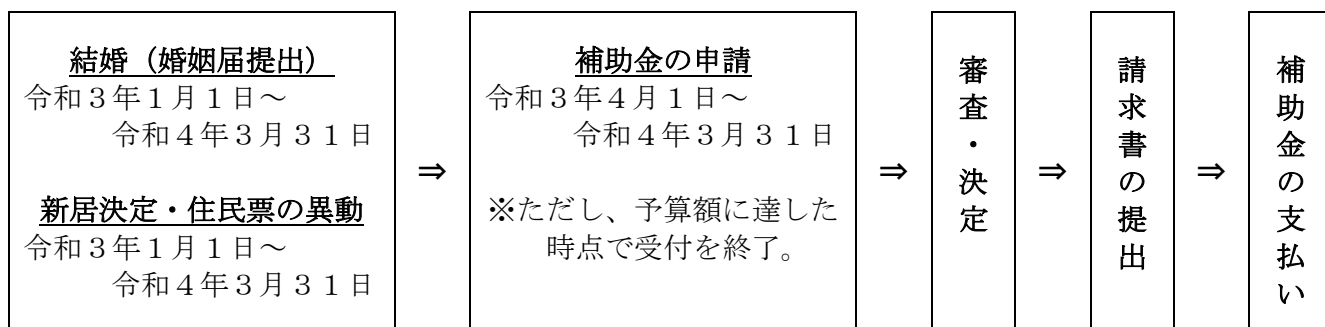 結婚（婚姻届提出）
令和３年１月１日～
令和４年３月３１日
新居決定・住民票の異動
令和３年１月１日～
令和４年３月３１日
⇒
補助金の申請
令和３年４月１日～
令和４年３月３１日
※ただし、予算額に達した
時点で受付を終了。
⇒
審査・決定
⇒
請求書の提出
⇒
補助金の支払い